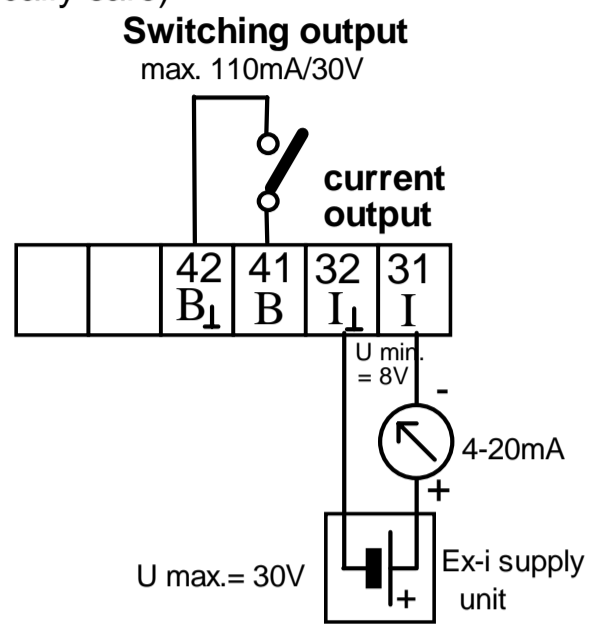 Switching output
max. 110mA/30V
current
output
42 41 32 31
B⊥ B I⊥ I
U min.
= 8V
-
4-20mA
+
U max.= 30V
Ex-i supply
unit
+